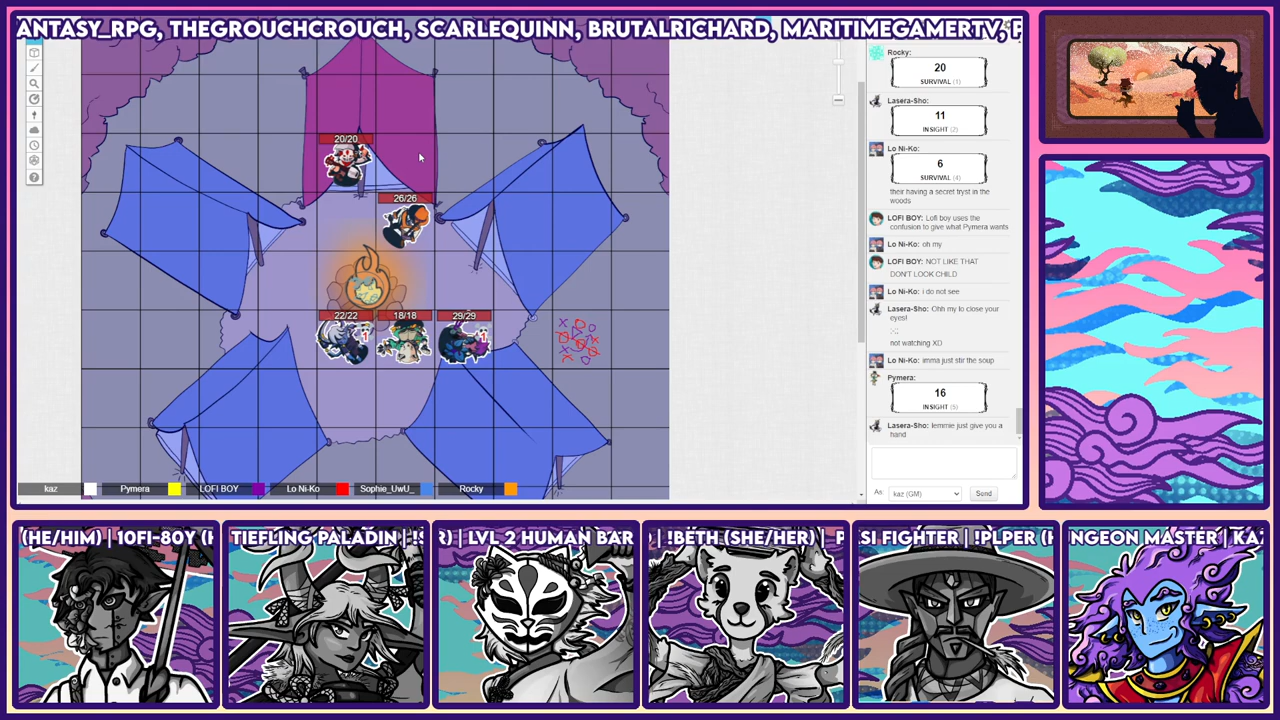 ANTASY_RPG, THEGROUCHCROUCH, SCARLEQUINN, BRUTALRICHARD, MARITIMEGAMERTV,
20/20
26/26
22/22
18/18
29/29
kaz
Pymera
LOFI BOY
Lo Ni-Ko
Sophie_UwU_
Rocky
Rocky:
20
SURVIVAL (1)
Lasera-Sho:
11
INSIGHT (2)
Lo Ni-Ko:
6
SURVIVAL (4)
their having a secret tryst in the
woods
LOFI BOY: Lofi boy uses the
confusion to give what Pymera wants
Lo Ni-Ko: oh my
LOFI BOY: NOT LIKE THAT
DON'T LOOK CHILD
Lo Ni-Ko: i do not see
Lasera-Sho: Ohh my to close your
eyes!
not watching XD
Lo Ni-Ko: imma just stir the soup
Pymera:
16
INSIGHT (5)
Lasera-Sho: lemmie just give you a
hand
As:
kaz (GM)
Send
(HE/HIM) | 10FI-80Y (H
TIEFLING PALADIN | !S
R) | LVL 2 HUMAN BAR
) | !BETH (SHE/HER) | P
SI FIGHTER | !PLPER (H
NGEON MASTER | KAZ